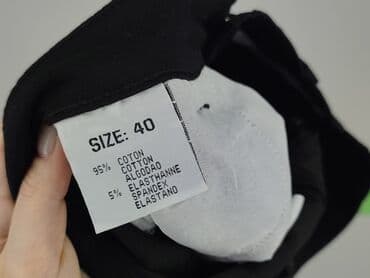 SIZE: 40
95% COTON
COTTON
ALGODAO
5% ELASTHANNE
SPANDEX
ELASTANO